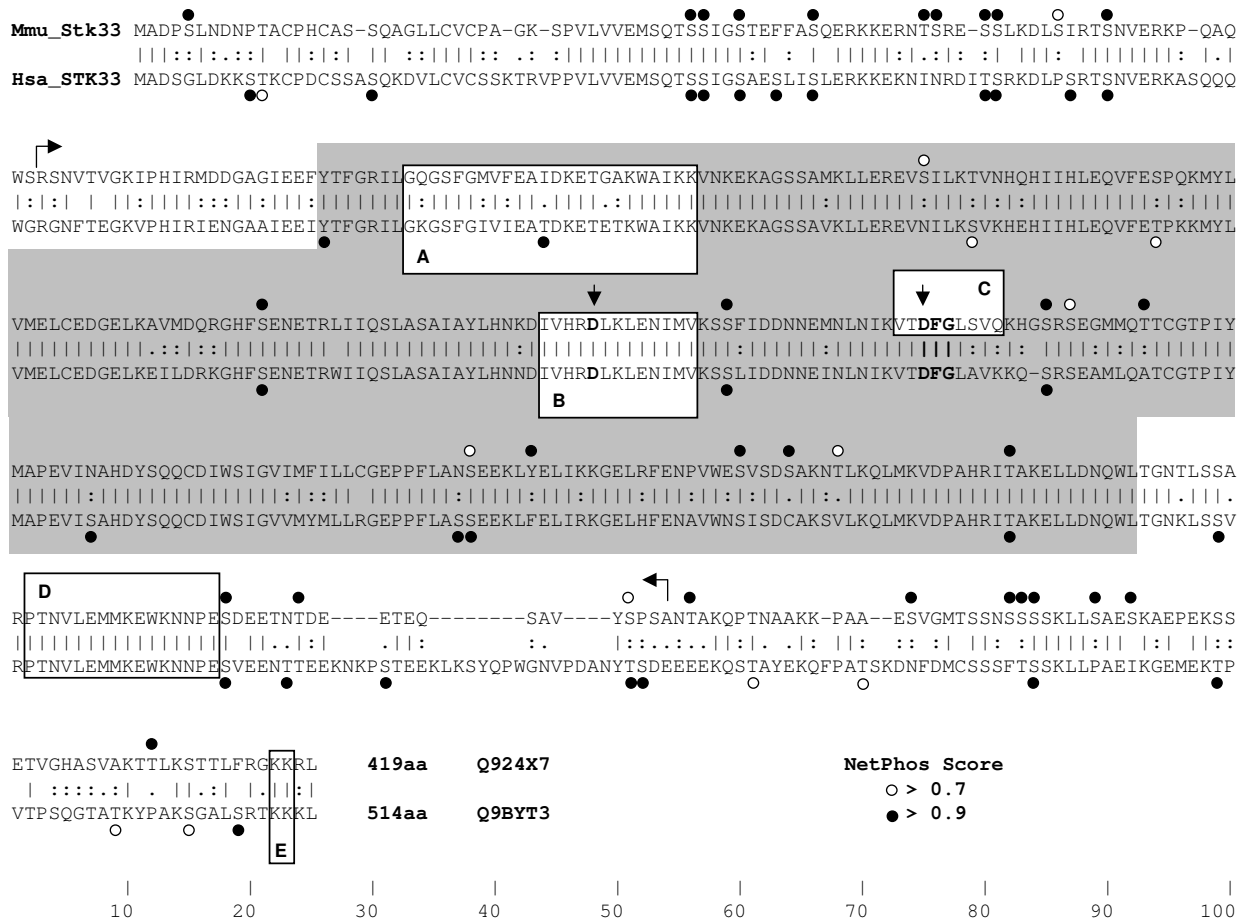 Mmu_Stk33 MADPSLNDNPTACPHCAS-SQAGLLCVCPA-GK-SPVLVVEMSQTSSIGSTEFFASQERKKERNTSRE-SSLKDLSIRTSNVERKP-QAQ
Hsa_STK33 MADSGLDKKSTKCPDCSSASQKDVLCVCSSKTRVPPVLVVEMSQTSSIGSAESLISLERKKEKNINRDITSRKDLPSRTSNVERKASQQQ
WSRSNVTVGKIPHIRMDDGAGIEEFYTFGRILGQGSFGMVFEAIDKETGAKWAIKKVNKEKAGSSAMKLLEREVSILKTVNHQHIIHLEQVFESPQKMYL
WGRGNFTEGKVPHIRIENGAAIEEIYTFGRILGKGSFGIVIEATDKETETKWAIKKVNKEKAGSSAVKLLEREVNILKSVKHEHIIHLEQVFETPKKMYL
A
C
VMELCEDGELKAVMDQRGHFSENETRLIIQSLASAIAYLHNKDIVHRDLKLENIMVKSSFIDDNNEMNLNIKVTDFGLSVQKHGSRSEGMMQTTCGTPIY
VMELCEDGELKEILDRKGHFSENETRWIIQSLASAIAYLHNNDIVHRDLKLENIMVKSSLIDDNNEINLNIKVTDFGLAVKKQ-SRSEAMLQATCGTPIY
B
MAPEVINAHDYSQQCDIWSIGVIMFILLCGEPPFLANSEEKLYELIKKGELRFENPVWESVSDSAKNTLKQLMKVDPAHRITAKELLDNQWLTGNTLSSA
MAPEVISAHDYSQQCDIWSIGVVMYMLLRGEPPFLASSEEKLFELIRKGELHFENAVWNSISDCAKSVLKQLMKVDPAHRITAKELLDNQWLTGNKLSSV
D
RPTNVLEMMKEWKNNPESDEETNTDE----ETEQ--------SAV----YSPSANTAKQPTNAAKK-PAA--ESVGMTSSNSSSSKLLSAESKAEPEKSS
RPTNVLEMMKEWKNNPESVEENTTEEKNKPSTEEKLKSYQPWGNVPDANYTSDEEEEKQSTAYEKQFPATSKDNFDMCSSSFTSSKLLPAEIKGEMEKTP
ETVGHASVAKTTLKSTTLFRGKKRL 419aa Q924X7
VTPSQGTATKYPAKSGALSRTKKKL 514aa Q9BYT3
E
NetPhos Score
> 0.7
> 0.9
10 20 30 40 50 60 70 80 90 100